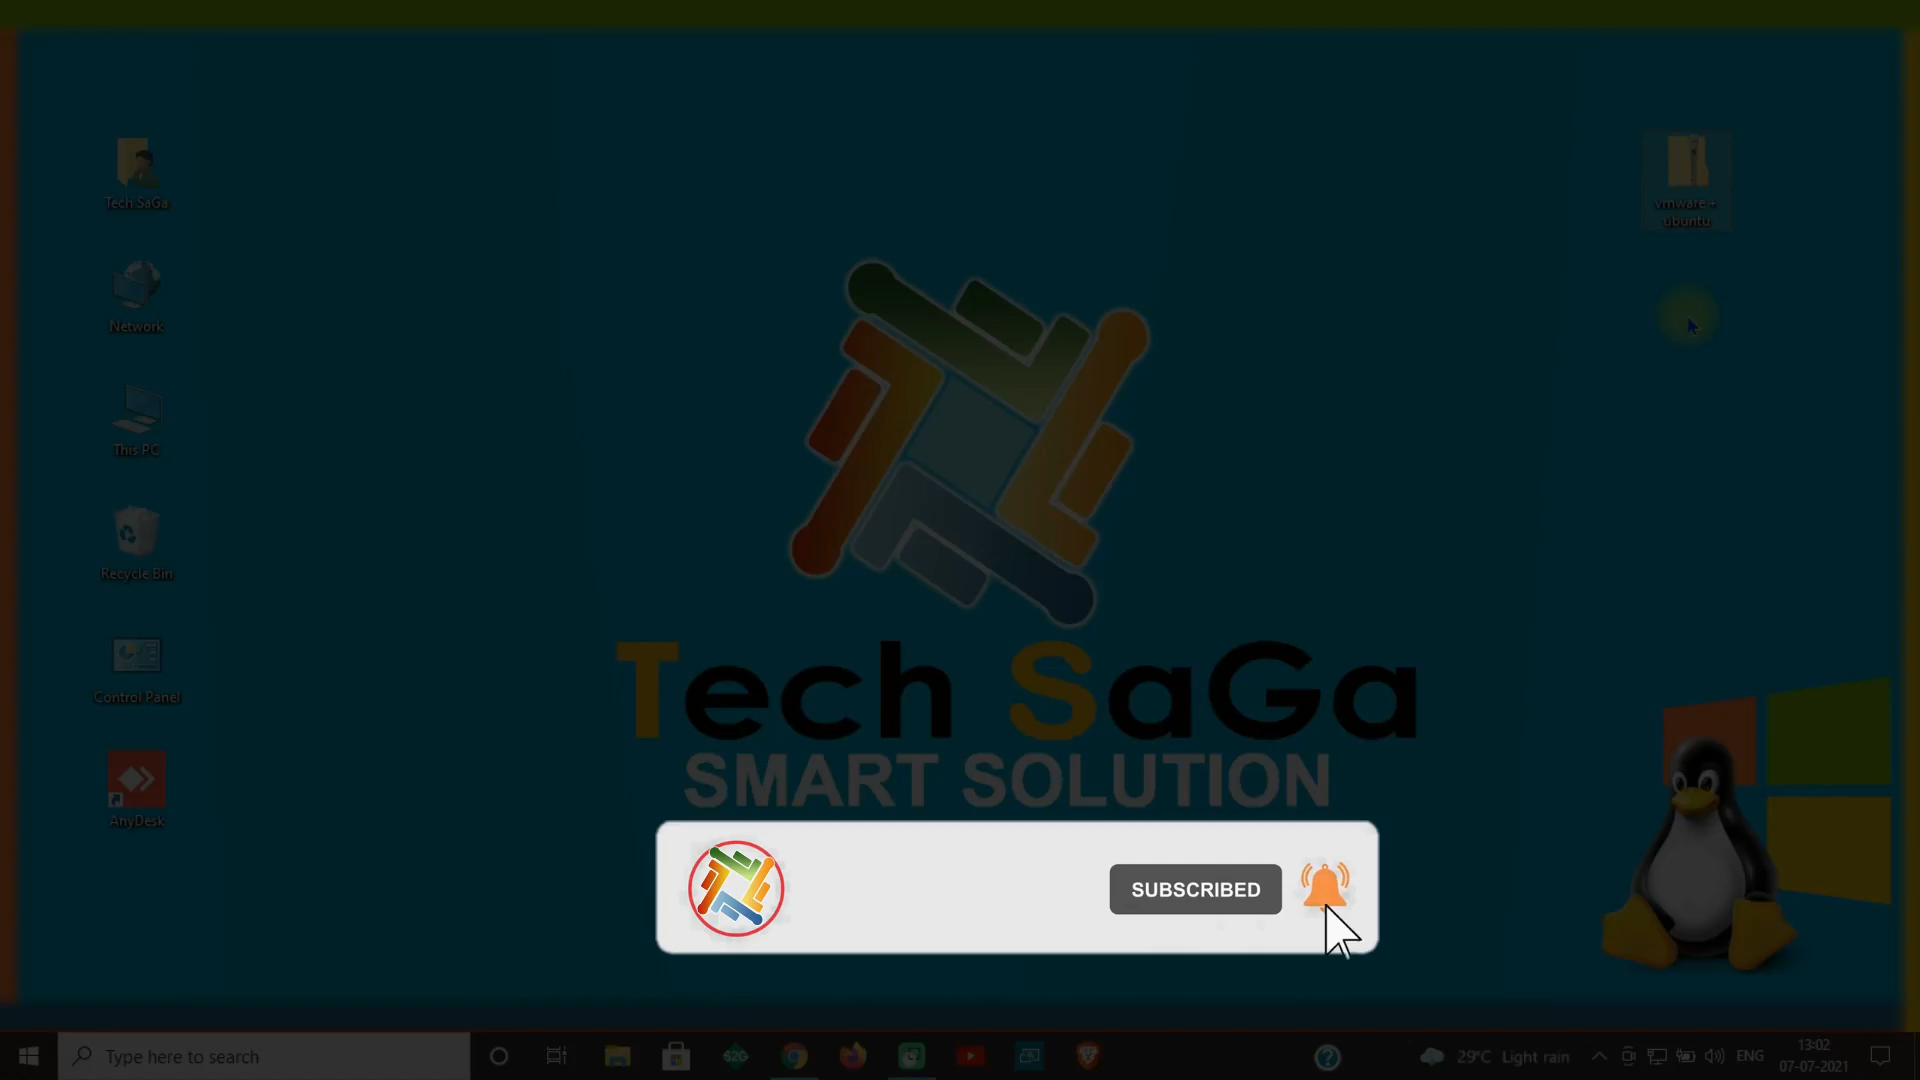 Tech SaGa
vmware +
ubuntu
Network
This PC
Recycle Bin
Control Panel
AnyDesk
Tech SaGa
SMART SOLUTION
SUBSCRIBED
Type here to search
S2G
29°C Light rain
ENG
13:02
07-07-2021